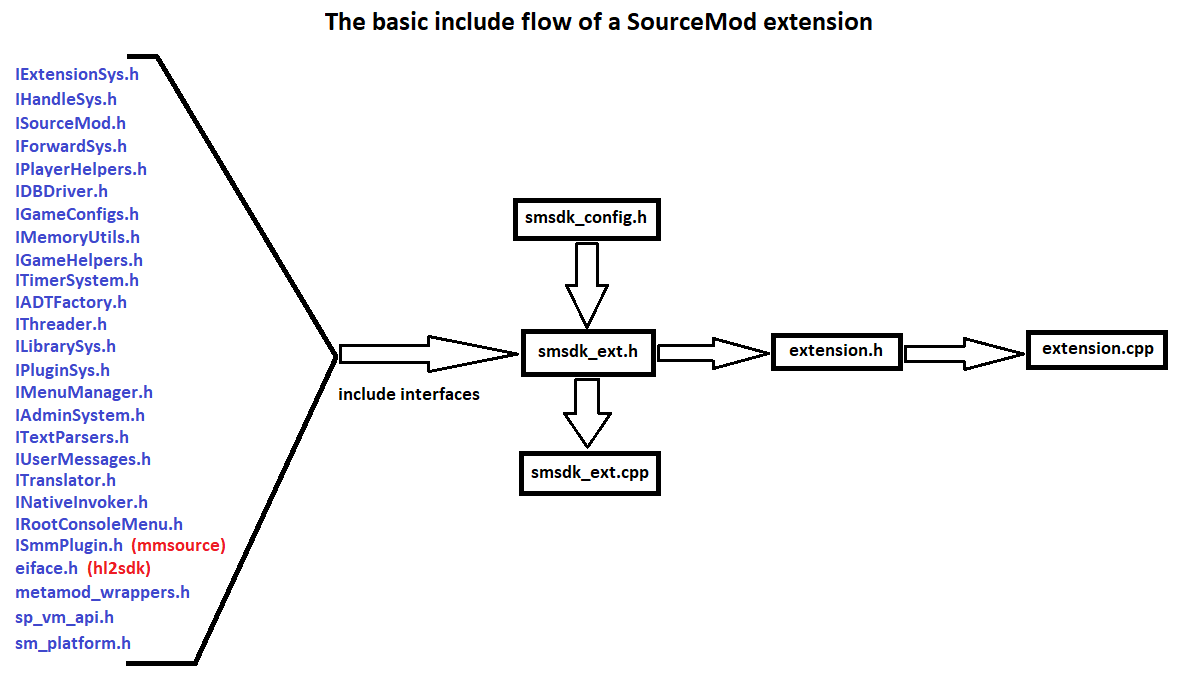 The basic include flow of a SourceMod extension
IExtensionSys.h
IHandleSys.h
ISourceMod.h
IForwardSys.h
IPlayerHelpers.h
IDBDriver.h
IGameConfigs.h
IMemoryUtils.h
IGameHelpers.h
ITimerSystem.h
IADTFactory.h
IThreader.h
ILibrarySys.h
IPluginSys.h
IMenuManager.h
IAdminSystem.h
ITextParsers.h
IUserMessages.h
ITranslator.h
INativeInvoker.h
IRootConsoleMenu.h
ISmmPlugin.h (mmsource)
eiface.h (hl2sdk)
metamod_wrappers.h
sp_vm_api.h
sm_platform.h
include interfaces
smsdk_config.h
smsdk_ext.h
smsdk_ext.cpp
extension.h
extension.cpp